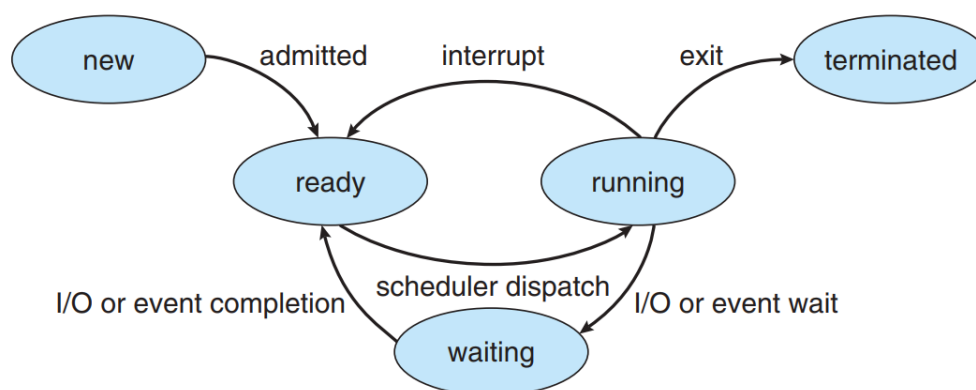 new
admitted
interrupt
exit
terminated
ready
running
I/O or event completion
scheduler dispatch
I/O or event wait
waiting